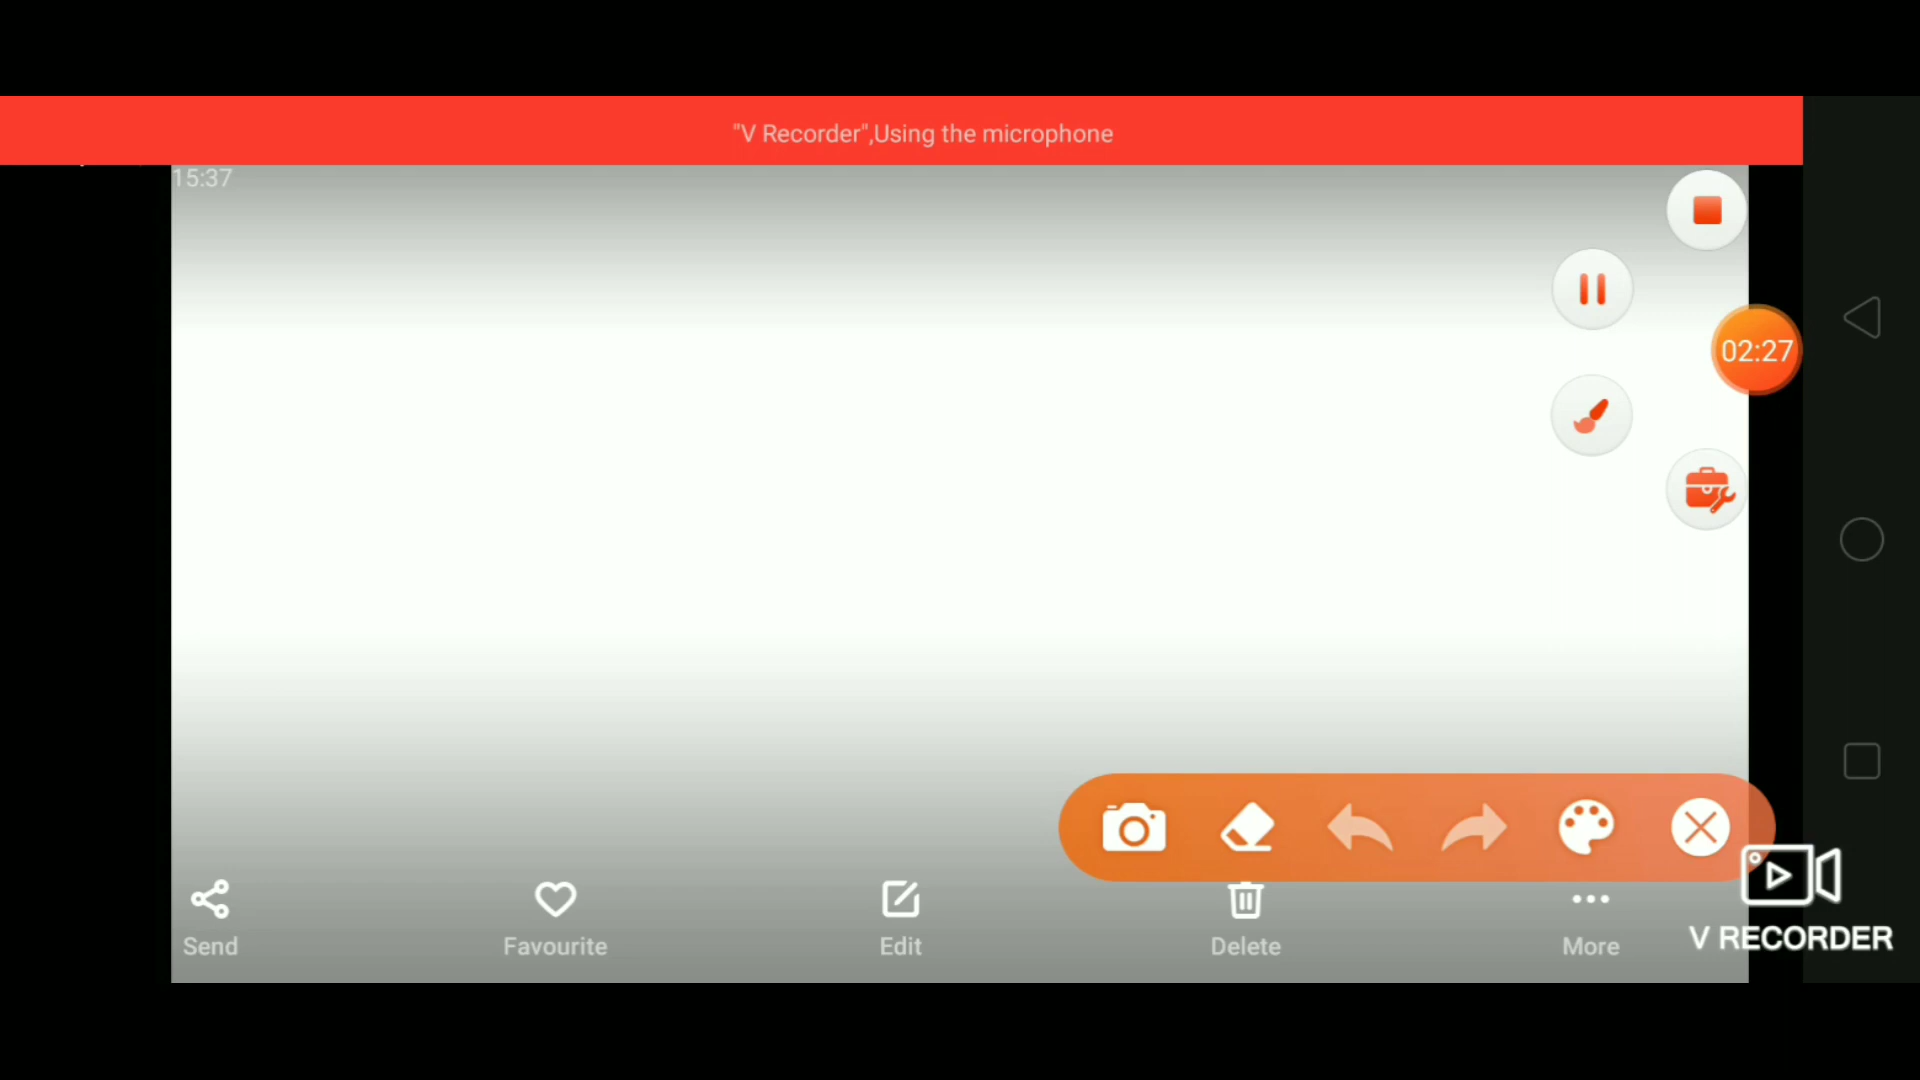 "V Recorder",Using the microphone
15:37
02:27
Send
Favourite
Edit
Delete
More
V RECORDER